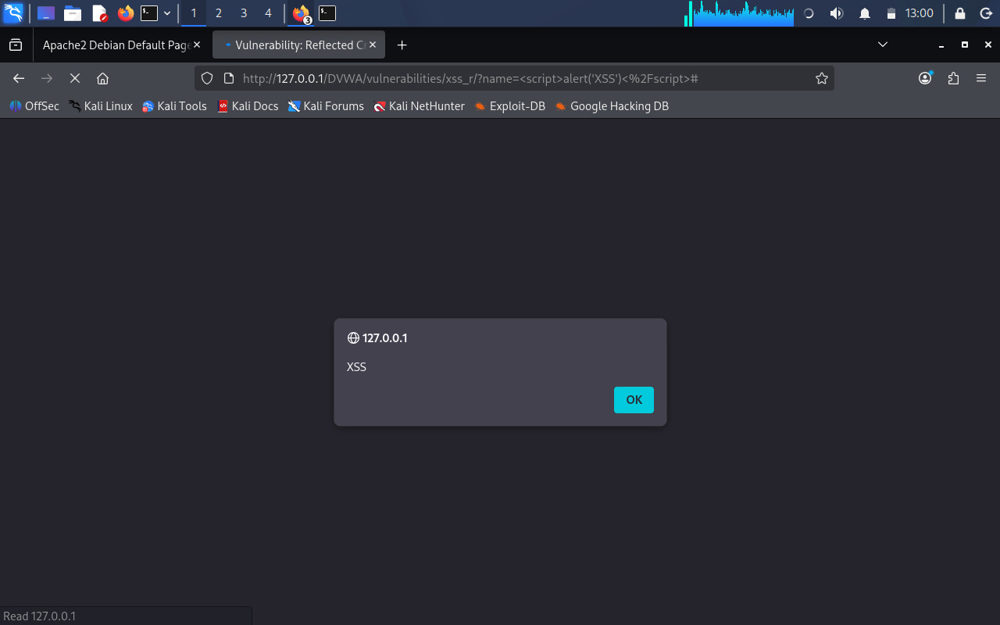 1 2 3 4 3 13:00
Apache2 Debian Default Page Vulnerability: Reflected Cr
http://127.0.0.1/DVWA/vulnerabilities/xss_r/?name=<script>alert('XSS')<%2Fscript>#
OffSec Kali Linux Kali Tools Kali Docs Kali Forums Kali NetHunter Exploit-DB Google Hacking DB
127.0.0.1
XSS
OK
Read 127.0.0.1